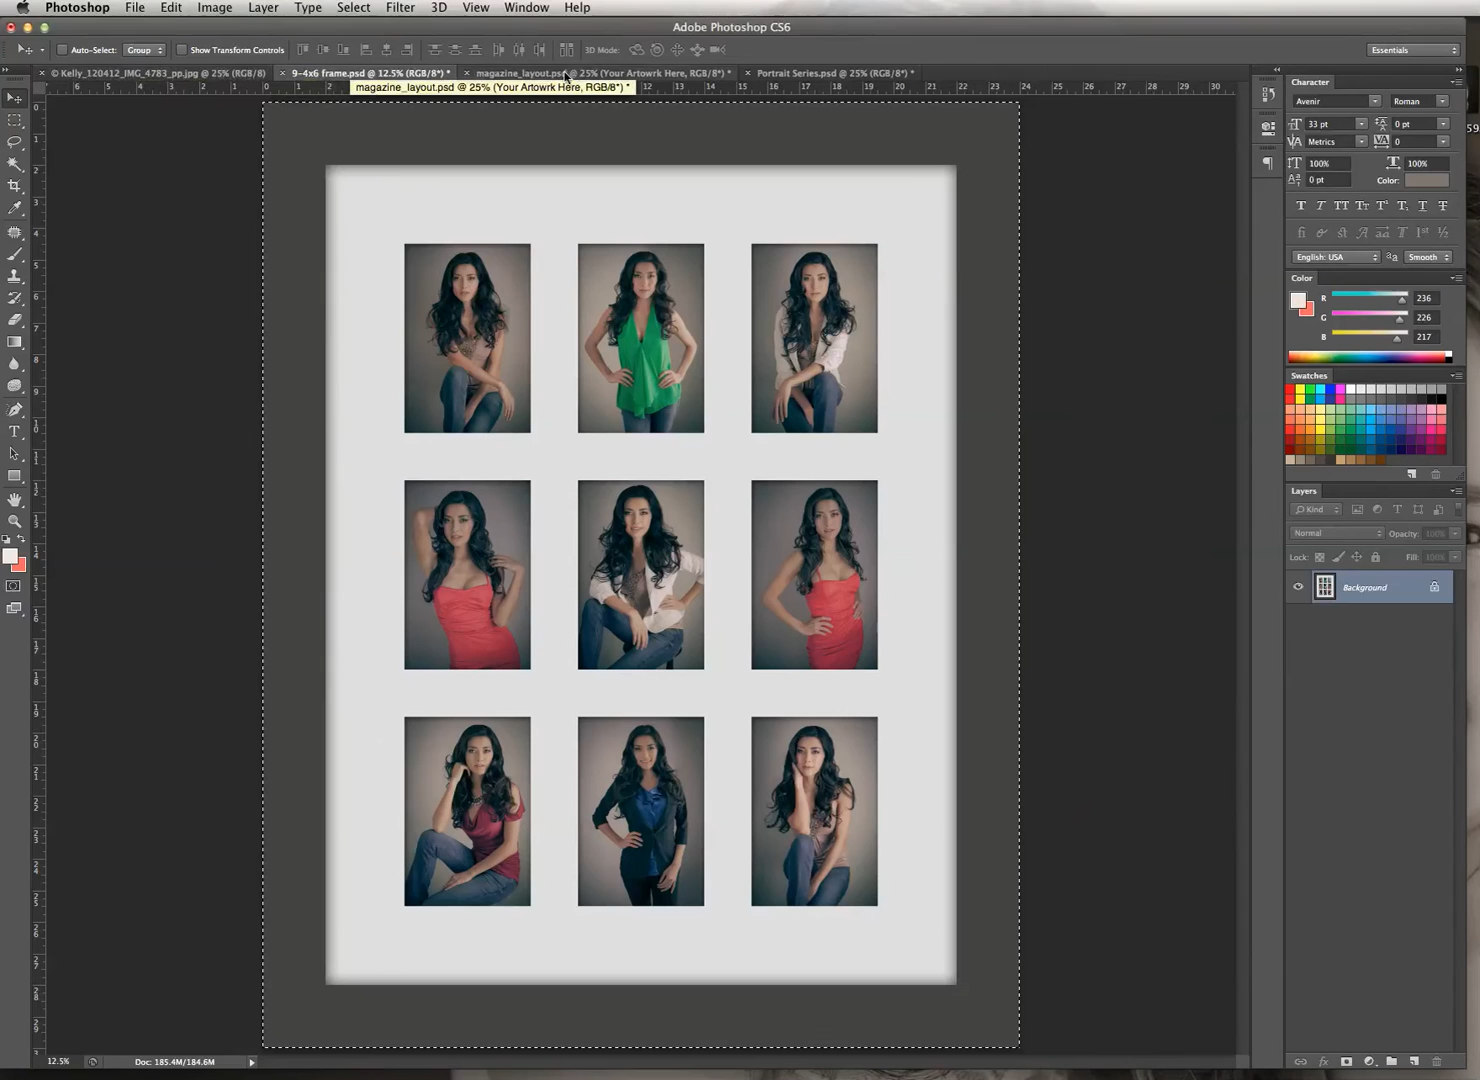 Photoshop File Edit Image Layer Type Select Filter 3D View Window Help
Adobe Photoshop CS6
Auto-Select: Group Show Transform Controls 3D Mode: Essentials
© Kelly_120412_IMG_4783_pp.jpg @ 25% (RGB/8) 9-4x6 frame.psd @ 12.5% (RGB/8*) * magazine_layout.psd @ 25% (Your Artowrk Here, RGB/8*) * Portrait Series.psd @ 25% (RGB/8*) *
magazine_layout.psd @ 25% (Your Artowrk Here, RGB/8*) *
Character
Avenir Roman
33 pt 0 pt
Metrics 0
100% 100%
0 pt Color:
English: USA Smooth
Color
R 236
G 226
B 217
Swatches
Layers
Kind
Normal Opacity: 100%
Lock: Fill: 100%
Background
12.5% Doc: 185.4M/184.6M